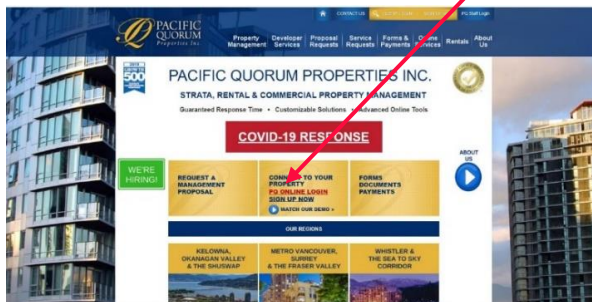 CONTACT US
PQ Staff Login
PACIFIC
QUORUM
Properties Inc
Property Management
Developer Services
Proposal Requests
Service Requests
Forms & Payments
Online Services
Rentals
About Us
500
PACIFIC QUORUM PROPERTIES INC.
STRATA, RENTAL & COMMERCIAL PROPERTY MANAGEMENT
Guaranteed Response Time • Customizable Solutions • Advanced Online Tools
COVID-19 RESPONSE
WE'RE
HIRING!
REQUEST A
MANAGEMENT
PROPOSAL
CONNECT TO YOUR
PROPERTY
PQ ONLINE LOGIN
SIGN UP NOW
WATCH OUR DEMO »
FORMS
DOCUMENTS
PAYMENTS
ABOUT
US
OUR REGIONS
KELOWNA,
OKANAGAN VALLEY
& THE SHUSWAP
METRO VANCOUVER,
SURREY
& THE FRASER VALLEY
WHISTLER &
THE SEA TO SKY
CORRIDOR